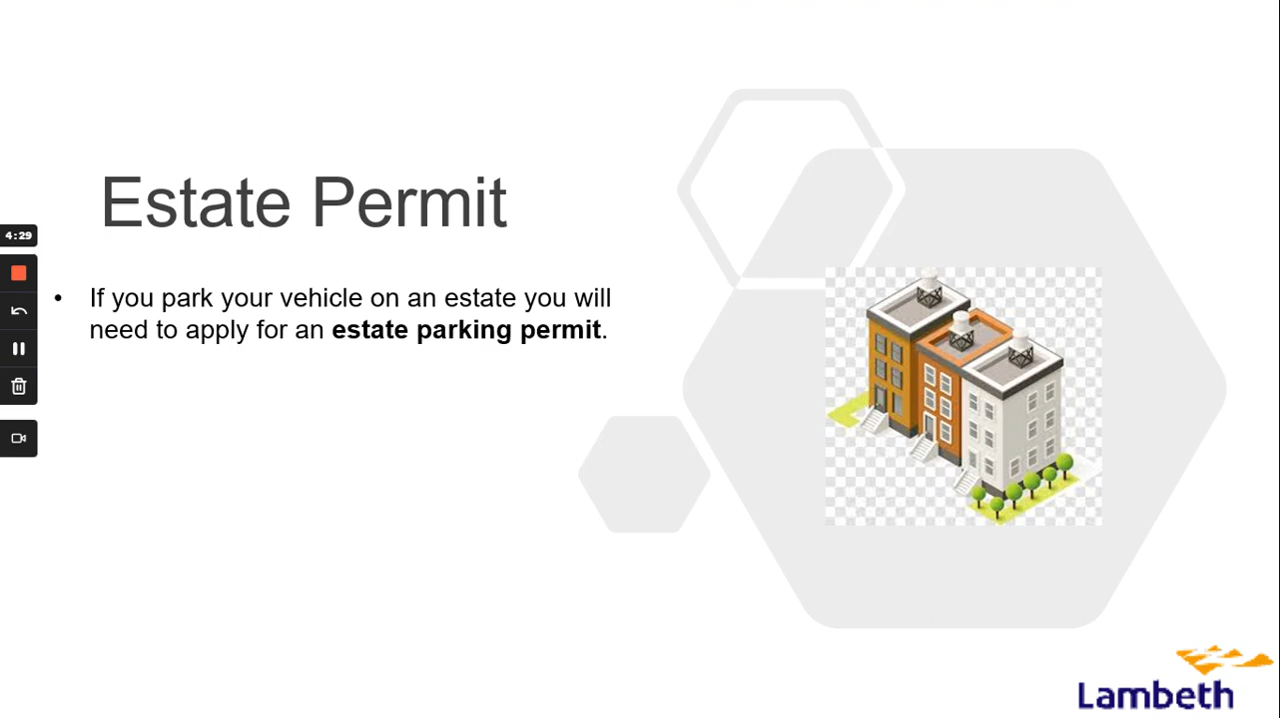 Estate Permit
4:29
• If you park your vehicle on an estate you will
need to apply for an estate parking permit.
Lambeth